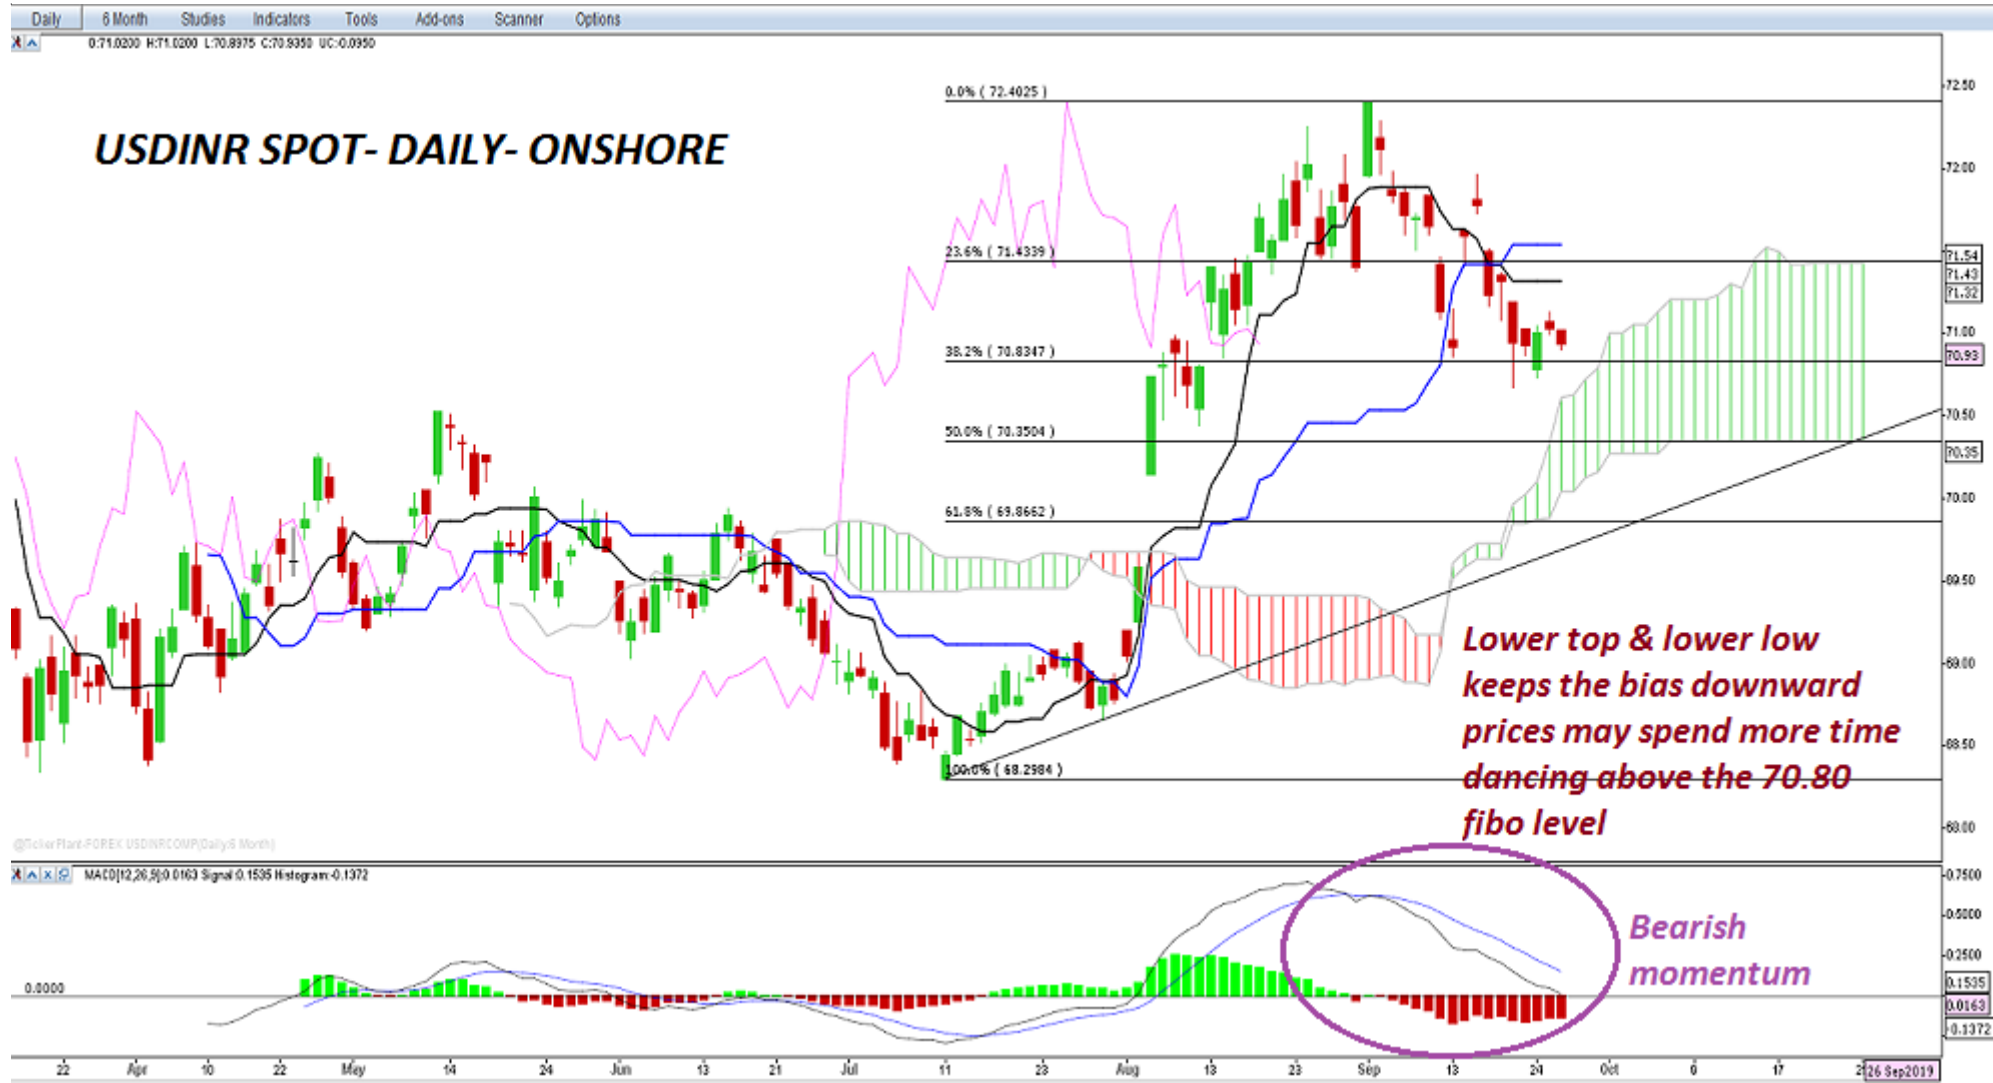 Daily 6 Month Studies Indicators Tools Add-ons Scanner Options
O:71.0200 H:71.0200 L:70.8975 C:70.9350 UC:-0.0950
USDINR SPOT- DAILY- ONSHORE
0.0% ( 72.4025 )
23.6% ( 71.4339 )
38.2% ( 70.8347 )
50.0% ( 70.3504 )
61.8% ( 69.8662 )
100.0% ( 68.2984 )
72.50
72.00
71.54
71.43
71.32
71.00
70.93
70.50
70.35
70.00
69.50
69.00
68.50
68.00
Lower top & lower low
keeps the bias downward
prices may spend more time
dancing above the 70.80
fibo level
@TickerPlant-FOREX USDINRCOMP(Daily:6 Month)
MACD[12,26,9]:0.0163 Signal:0.1535 Histogram:-0.1372
Bearish
momentum
0.0000
0.7500
0.5000
0.2500
0.1535
0.0163
-0.1372
22 Apr 10 22 May 14 24 Jun 13 21 Jul 11 23 Aug 13 23 Sep 13 24 Oct 17 26 Sep2019